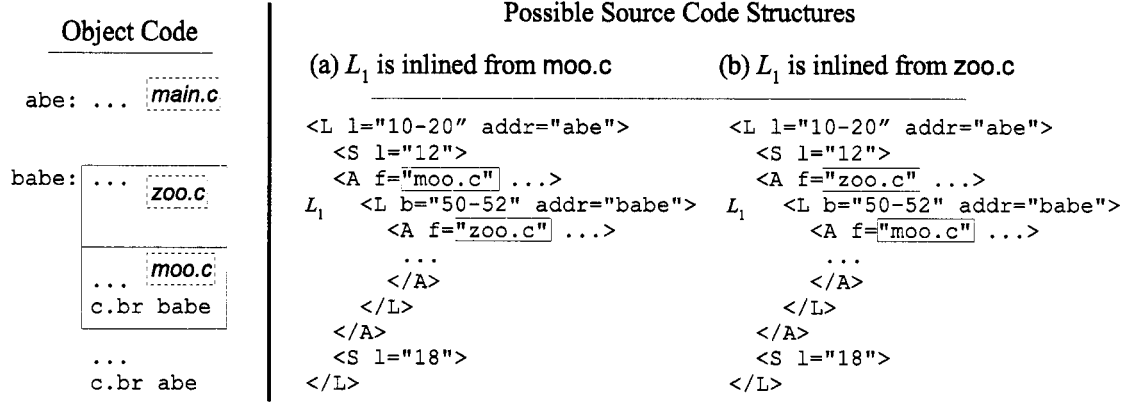 Object Code
abe: ... main.c
babe: ... zoo.c
... moo.c
c.br babe
...
c.br abe
Possible Source Code Structures
(a) L1 is inlined from moo.c
<L l="10-20" addr="abe">
<S l="12">
<A f="moo.c" ...>
L1 <L b="50-52" addr="babe">
<A f="zoo.c" ...>
...
</A>
</L>
</A>
<S l="18">
</L>
(b) L1 is inlined from zoo.c
<L l="10-20" addr="abe">
<S l="12">
<A f="zoo.c" ...>
L1 <L b="50-52" addr="babe">
<A f="moo.c" ...>
...
</A>
</L>
</A>
<S l="18">
</L>